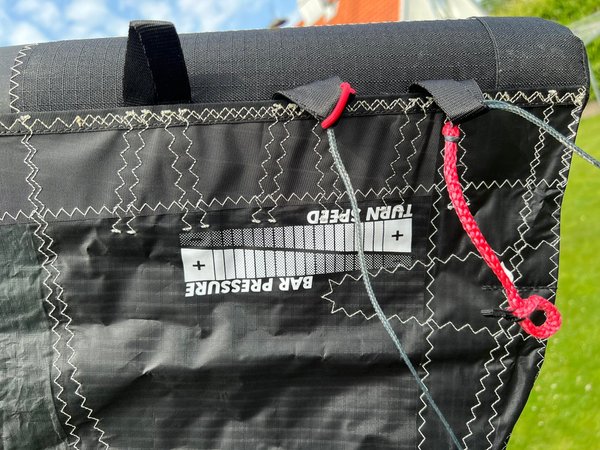 BAR PRESSURE
+
+
TURN SPEED